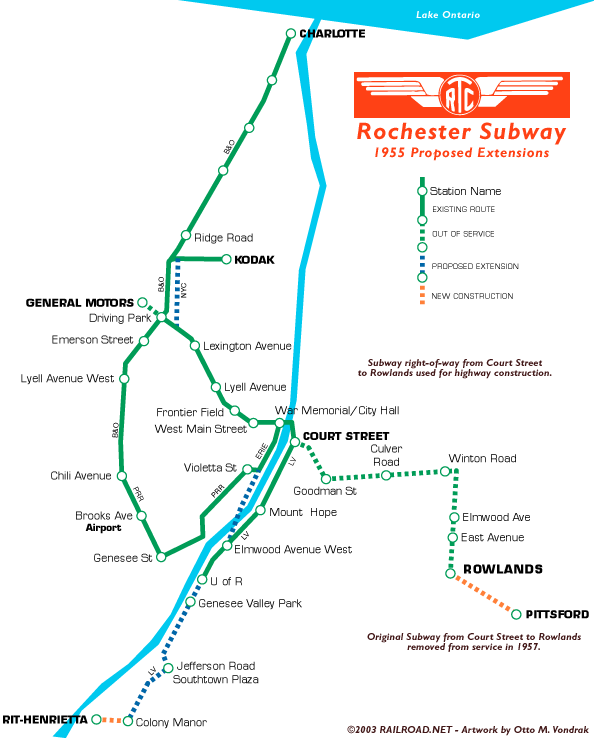 Lake Ontario
CHARLOTTE
RTC
Rochester Subway
1955 Proposed Extensions
B&O
Station Name
EXISTING ROUTE
OUT OF SERVICE
Ridge Road
KODAK
PROPOSED EXTENSION
B&O
NYC
NEW CONSTRUCTION
GENERAL MOTORS
Driving Park
Emerson Street
Lexington Avenue
Subway right-of-way from Court Street
to Rowlands used for highway construction.
Lyell Avenue West
Lyell Avenue
Frontier Field
War Memorial/City Hall
West Main Street
B&O
COURT STREET
ERIE
LV
Culver
Road
Winton Road
Violetta St
Chili Avenue
PRR
PRR
Goodman St
Brooks Ave
Airport
Mount Hope
Elmwood Ave
LV
East Avenue
Genesee St
Elmwood Avenue West
ROWLANDS
U of R
Genesee Valley Park
PITTSFORD
Original Subway from Court Street to Rowlands
removed from service in 1957.
LV
Jefferson Road
Southtown Plaza
RIT-HENRIETTA
Colony Manor
©2003 RAILROAD.NET - Artwork by Otto M. Vondrak